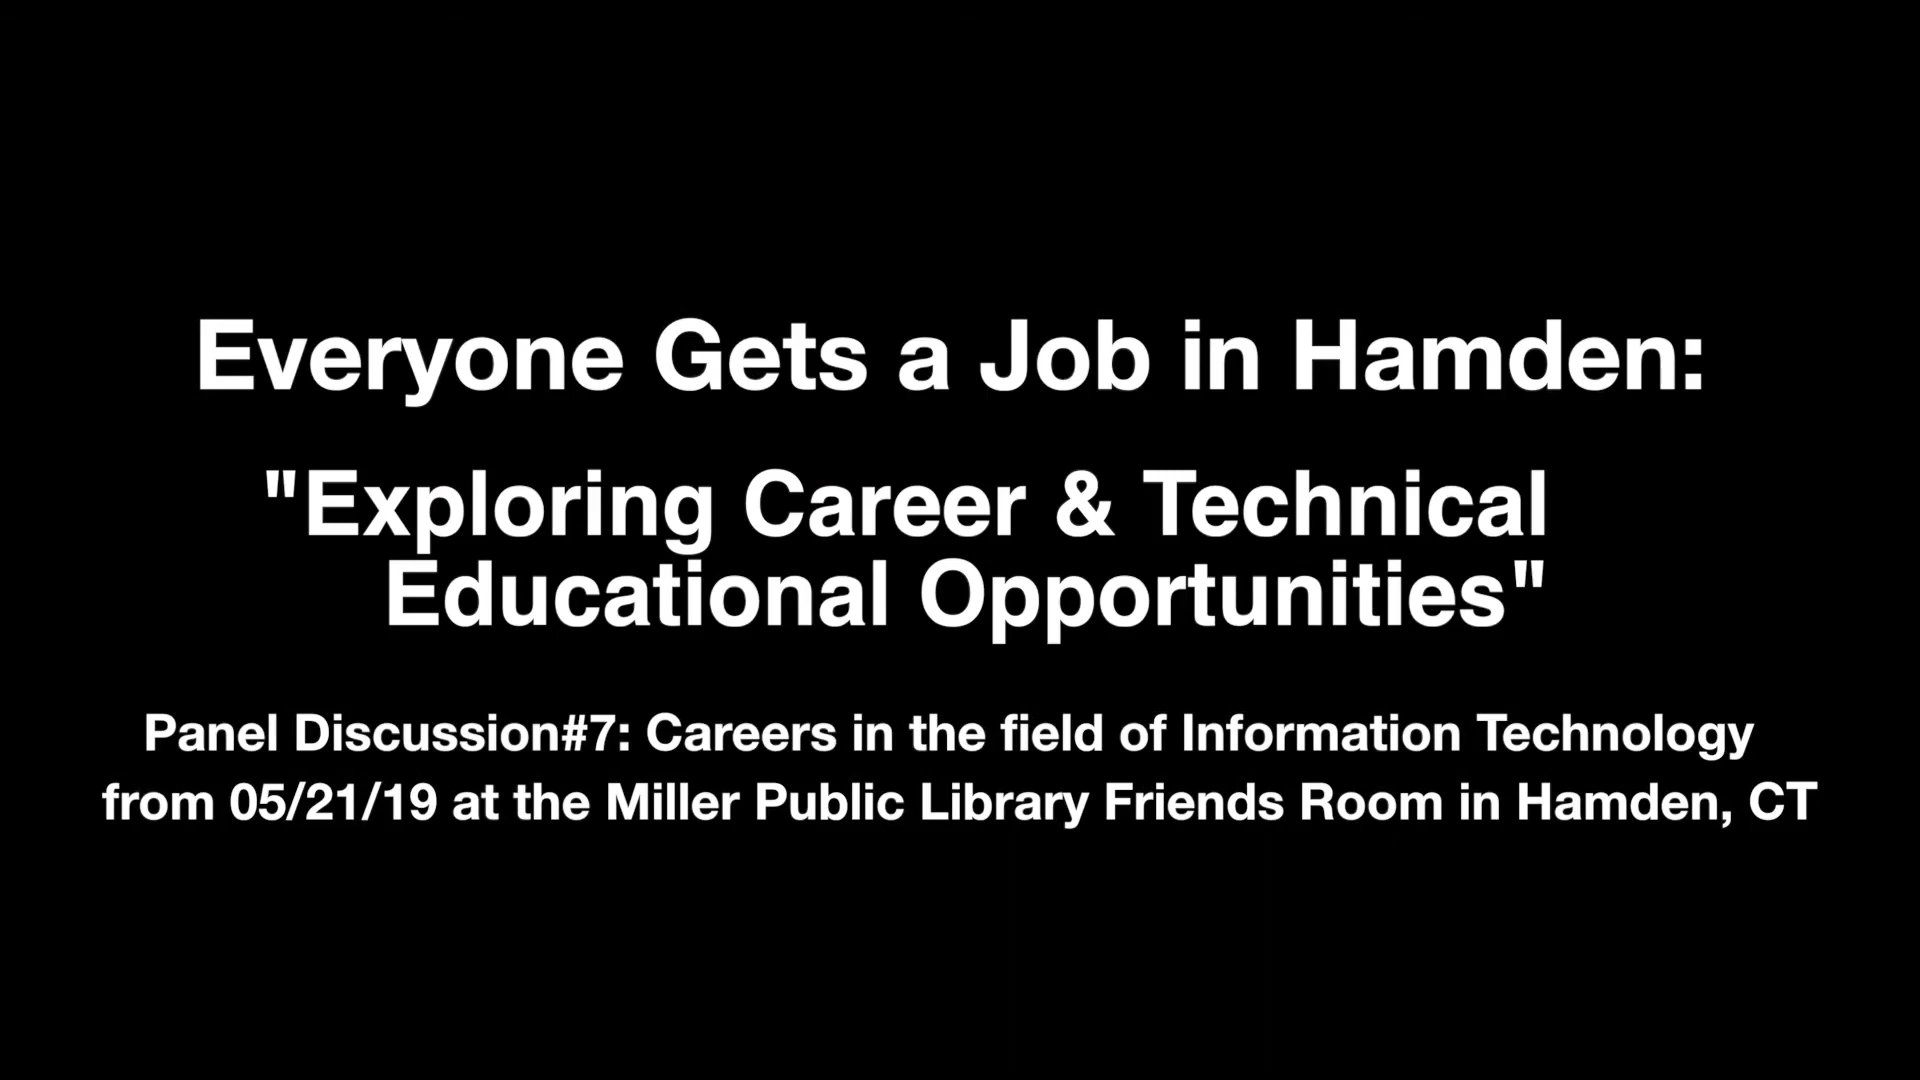 Everyone Gets a Job in Hamden:
"Exploring Career & Technical
Educational Opportunities"
Panel Discussion#7: Careers in the field of Information Technology
from 05/21/19 at the Miller Public Library Friends Room in Hamden, CT